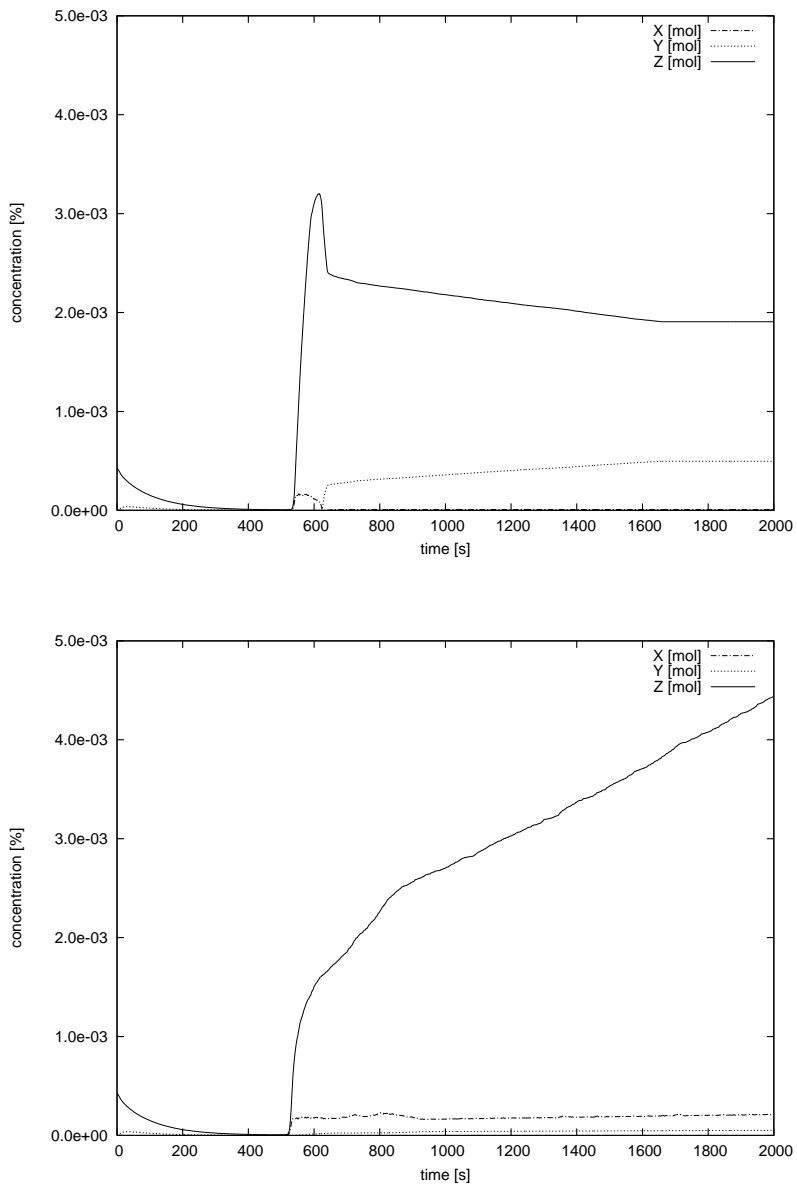 5.0e-03
4.0e-03
3.0e-03
2.0e-03
1.0e-03
0.0e+00
concentration [%]
X [mol]
Y [mol]
Z [mol]
0 200 400 600 800 1000 1200 1400 1600 1800 2000
time [s]
5.0e-03
4.0e-03
3.0e-03
2.0e-03
1.0e-03
0.0e+00
concentration [%]
X [mol]
Y [mol]
Z [mol]
0 200 400 600 800 1000 1200 1400 1600 1800 2000
time [s]